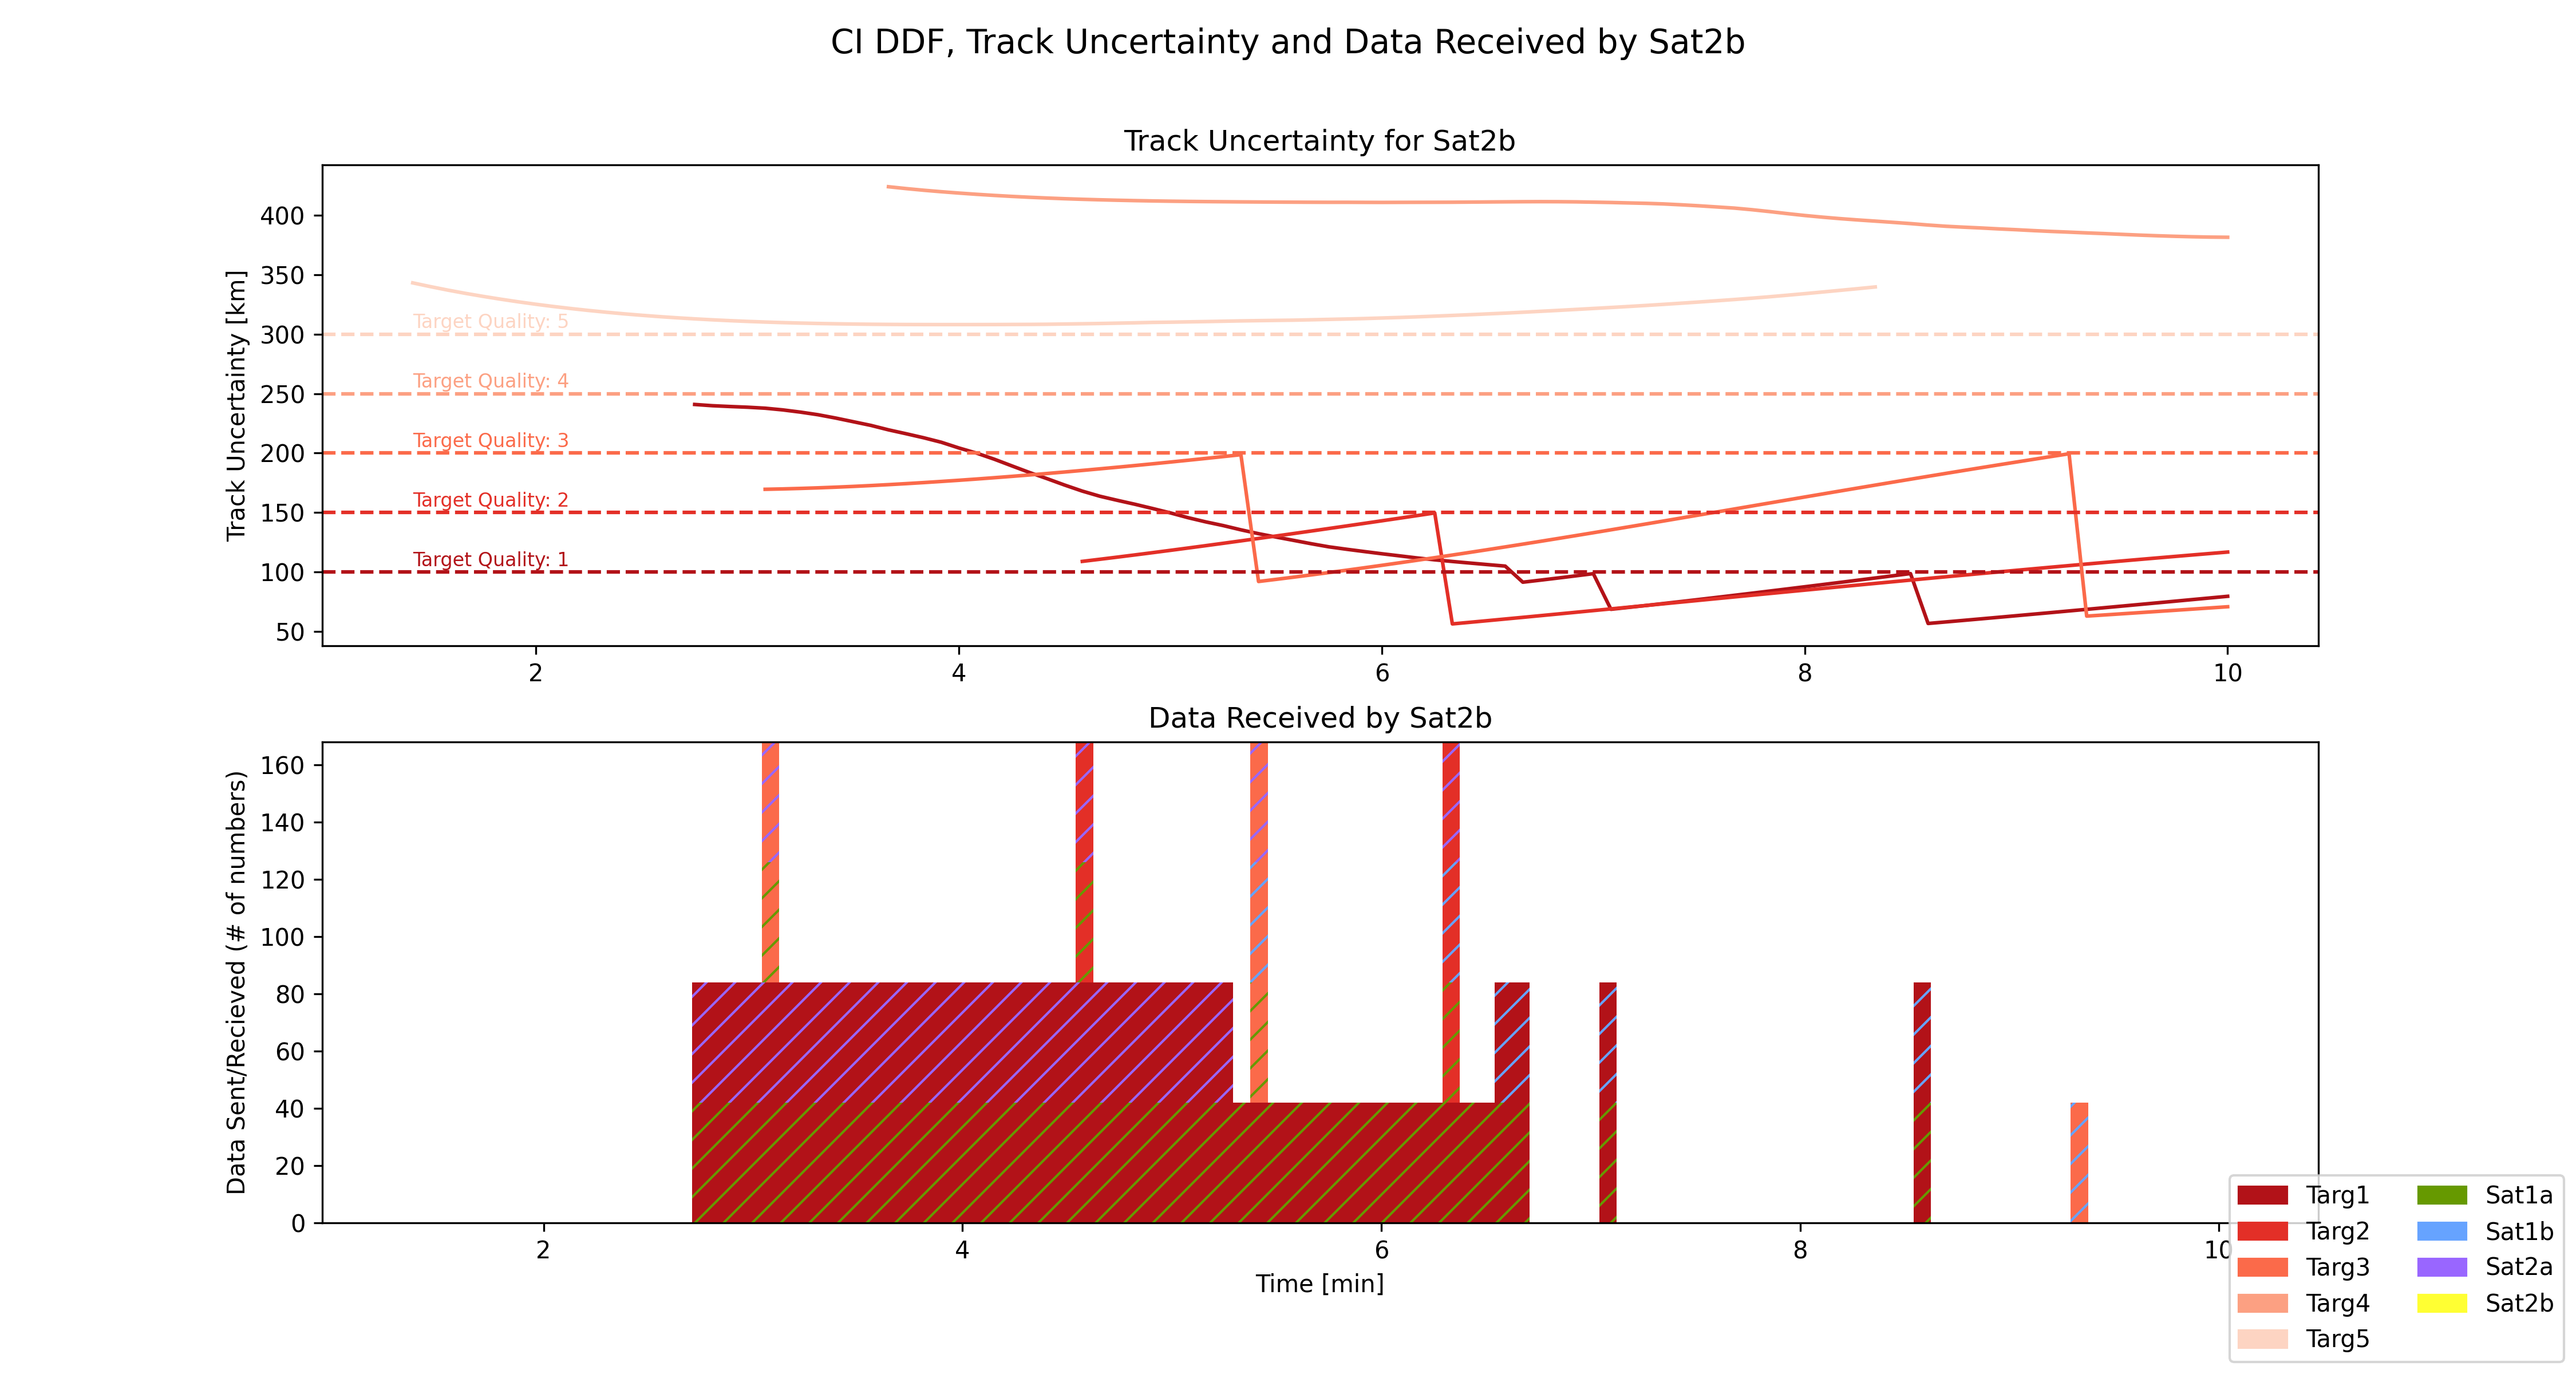 CI DDF, Track Uncertainty and Data Received by Sat2b
Track Uncertainty for Sat2b
Track Uncertainty [km]
400
350
300
250
200
150
100
50
Target Quality: 5
Target Quality: 4
Target Quality: 3
Target Quality: 2
Target Quality: 1
2 4 6 8 10
Data Received by Sat2b
Data Sent/Recieved (# of numbers)
160
140
120
100
80
60
40
20
0
2 4 6 8 10
Time [min]
Targ1 Sat1a
Targ2 Sat1b
Targ3 Sat2a
Targ4 Sat2b
Targ5